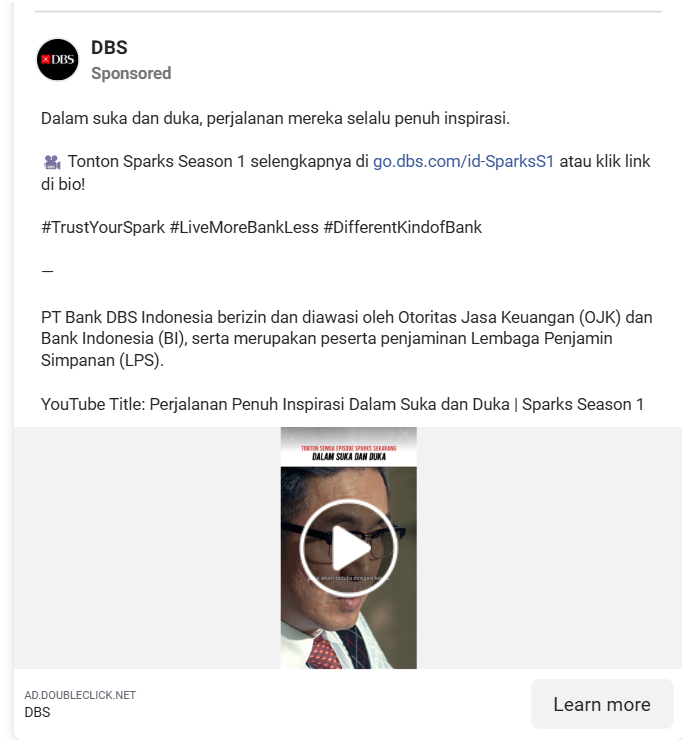 DBS
DBS
Sponsored
Dalam suka dan duka, perjalanan mereka selalu penuh inspirasi.
🎥 Tonton Sparks Season 1 selengkapnya di go.dbs.com/id-SparksS1 atau klik link
di bio!
#TrustYourSpark #LiveMoreBankLess #DifferentKindofBank
—
PT Bank DBS Indonesia berizin dan diawasi oleh Otoritas Jasa Keuangan (OJK) dan
Bank Indonesia (BI), serta merupakan peserta penjaminan Lembaga Penjamin
Simpanan (LPS).
YouTube Title: Perjalanan Penuh Inspirasi Dalam Suka dan Duka | Sparks Season 1
TONTON SEMUA EPISODE SPARKS SEKARANG
DALAM SUKA DAN DUKA
akan setuju dengan
AD.DOUBLECLICK.NET
DBS
Learn more